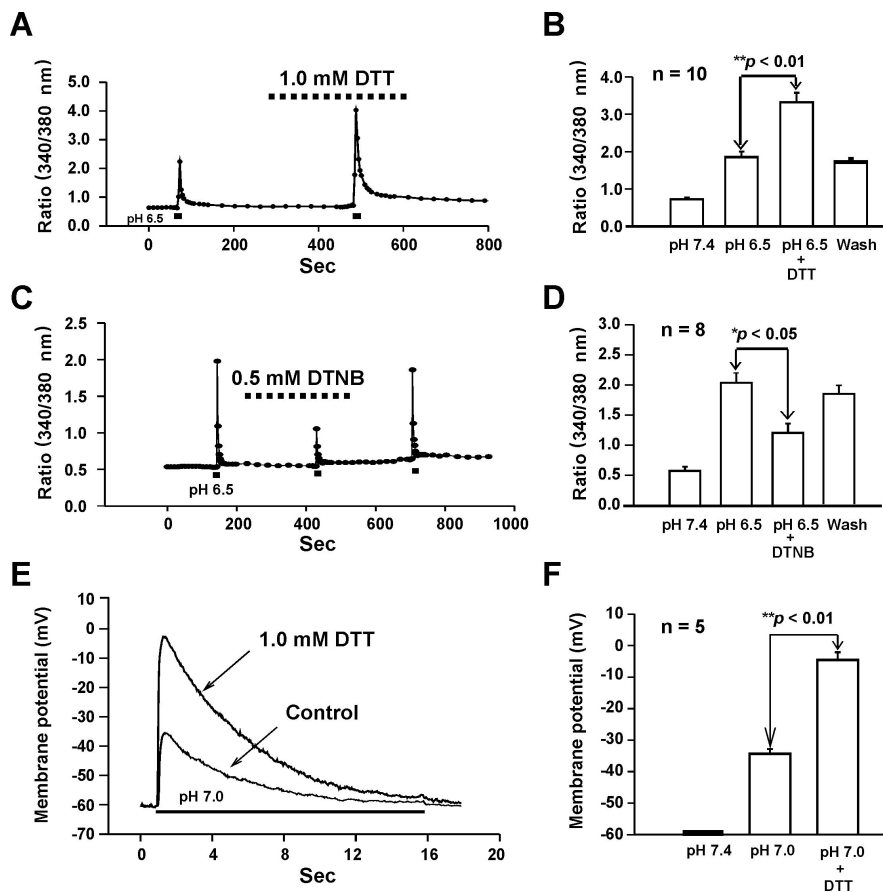 A
1.0 mM DTT
5.0
4.0
3.0
2.0
1.0
0.0
Ratio (340/380 nm)
pH 6.5
0 200 400 600 800
Sec
B
n = 10
**p < 0.01
4.0
3.0
2.0
1.0
0.0
Ratio (340/380 nm)
pH 7.4 pH 6.5 pH 6.5 Wash
+
DTT
C
2.5
2.0
1.5
1.0
0.5
0.0
Ratio (340/380 nm)
0.5 mM DTNB
pH 6.5
0 200 400 600 800 1000
Sec
D
n = 8
*p < 0.05
3.0
2.5
2.0
1.5
1.0
0.5
0.0
Ratio (340/380 nm)
pH 7.4 pH 6.5 pH 6.5 Wash
+
DTNB
E
10
0
-10
-20
-30
-40
-50
-60
-70
Membrane potential (mV)
1.0 mM DTT
Control
pH 7.0
0 4 8 12 16 20
Sec
F
n = 5
**p < 0.01
10
0
-10
-20
-30
-40
-50
-60
Membrane potential (mV)
pH 7.4 pH 7.0 pH 7.0
+
DTT